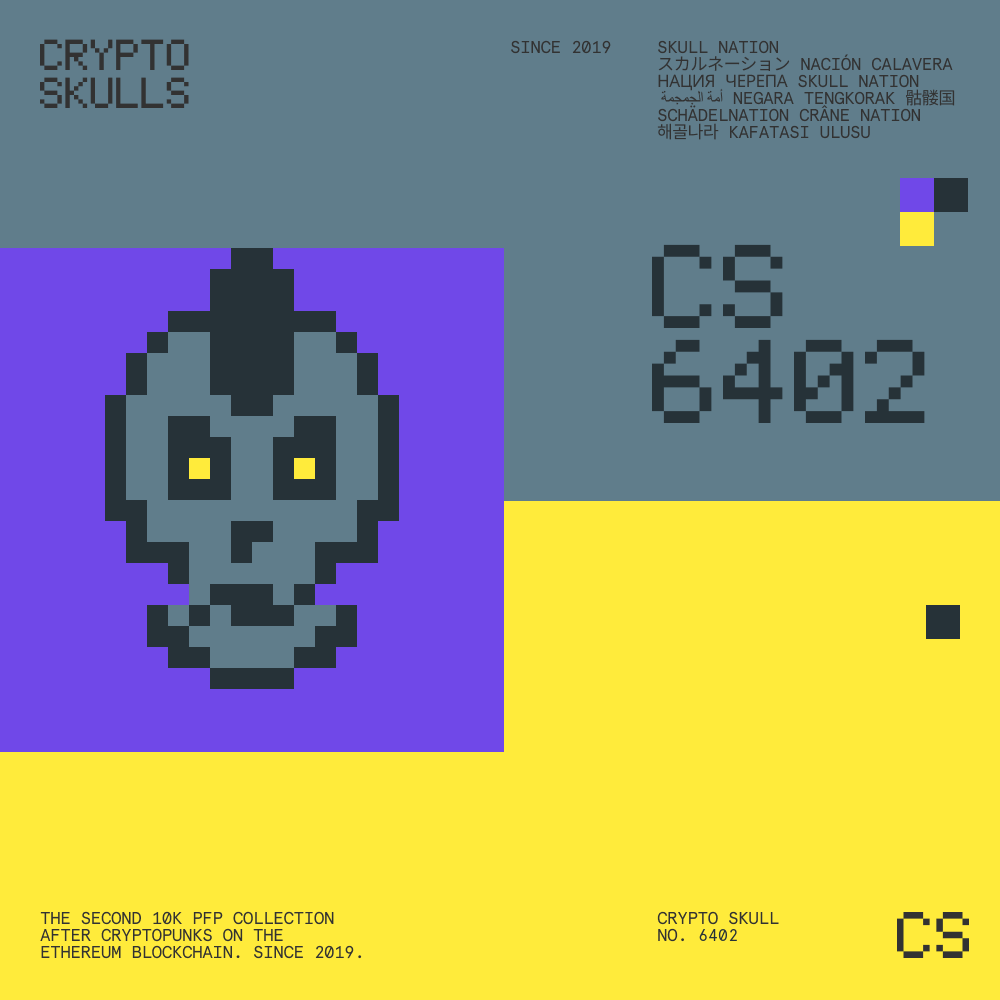 CRYPTO
SKULLS
SINCE 2019
SKULL NATION
スカルネーション NACIÓN CALAVERA
НАЦИЯ ЧЕРЕПА SKULL NATION
أمة الجمجمة NEGARA TENGKORAK 骷髅国
SCHÄDELNATION CRÂNE NATION
해골나라 KAFATASI ULUSU
CS
6402
THE SECOND 10K PFP COLLECTION
AFTER CRYPTOPUNKS ON THE
ETHEREUM BLOCKCHAIN. SINCE 2019.
CRYPTO SKULL
NO. 6402
CS